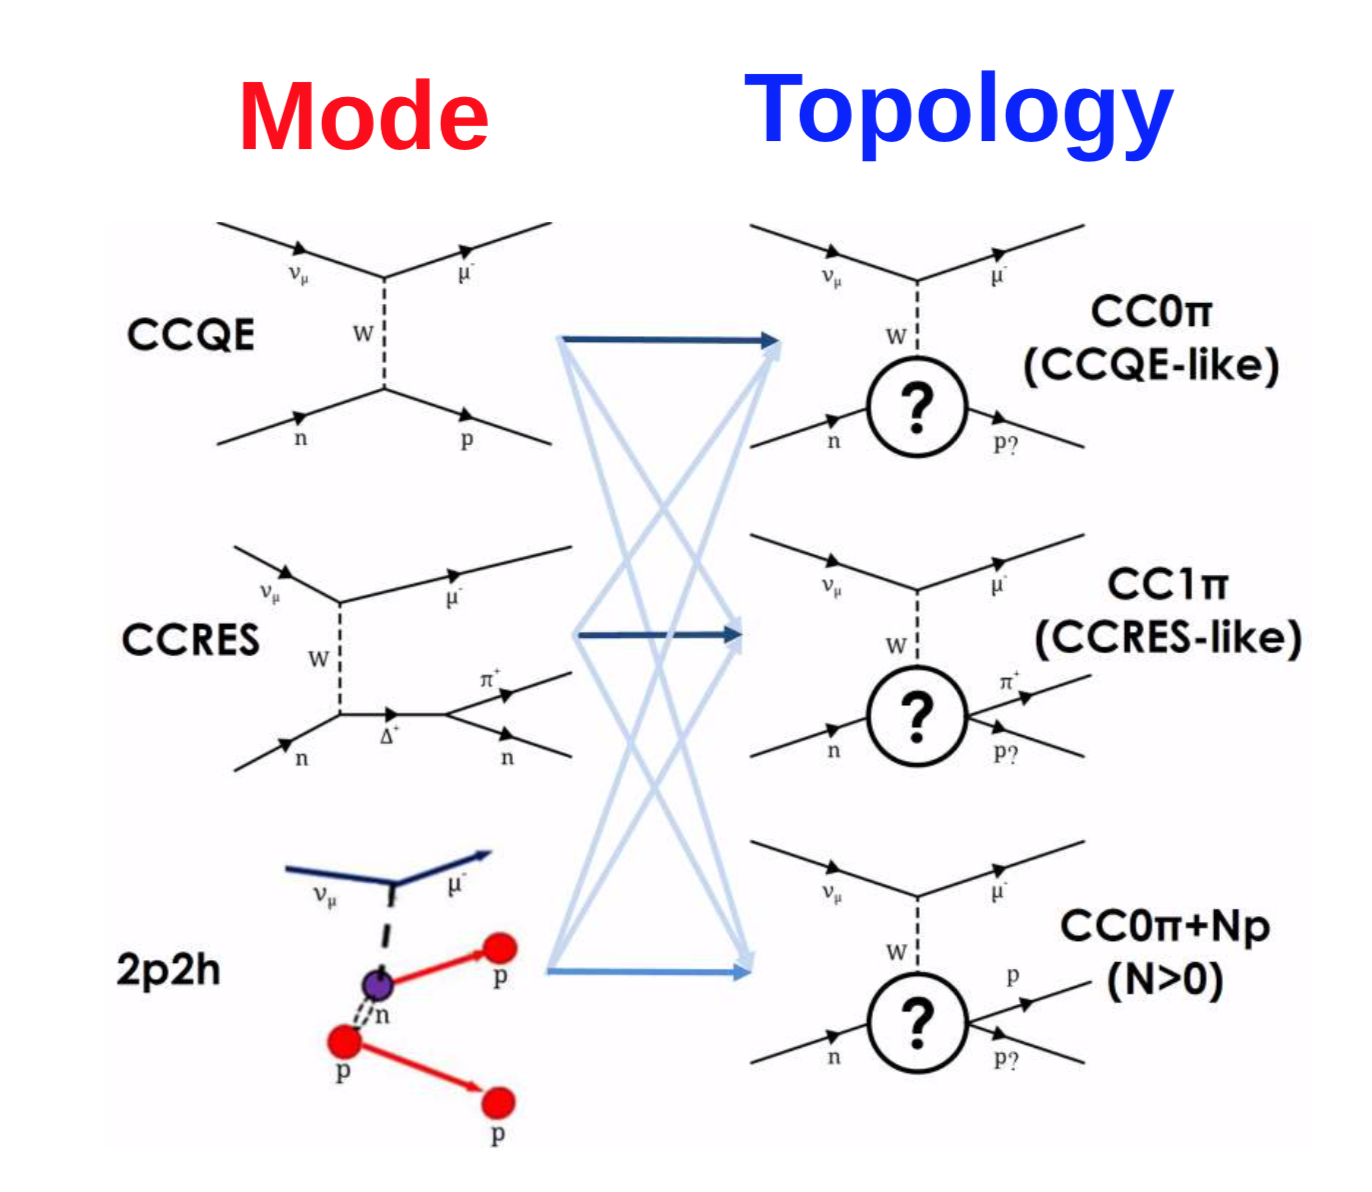 Mode
Topology
νμ
μ-
CCQE
W
n
p
νμ
μ-
W
n
p?
CC0π
(CCQE-like)
νμ
μ-
CCRES
W
π+
Δ+
n
n
νμ
μ-
W
π+
n
p?
CC1π
(CCRES-like)
νμ
μ-
2p2h
p
n
p
p
νμ
μ-
W
p
n
p?
CC0π+Np
(N>0)
?
?
?